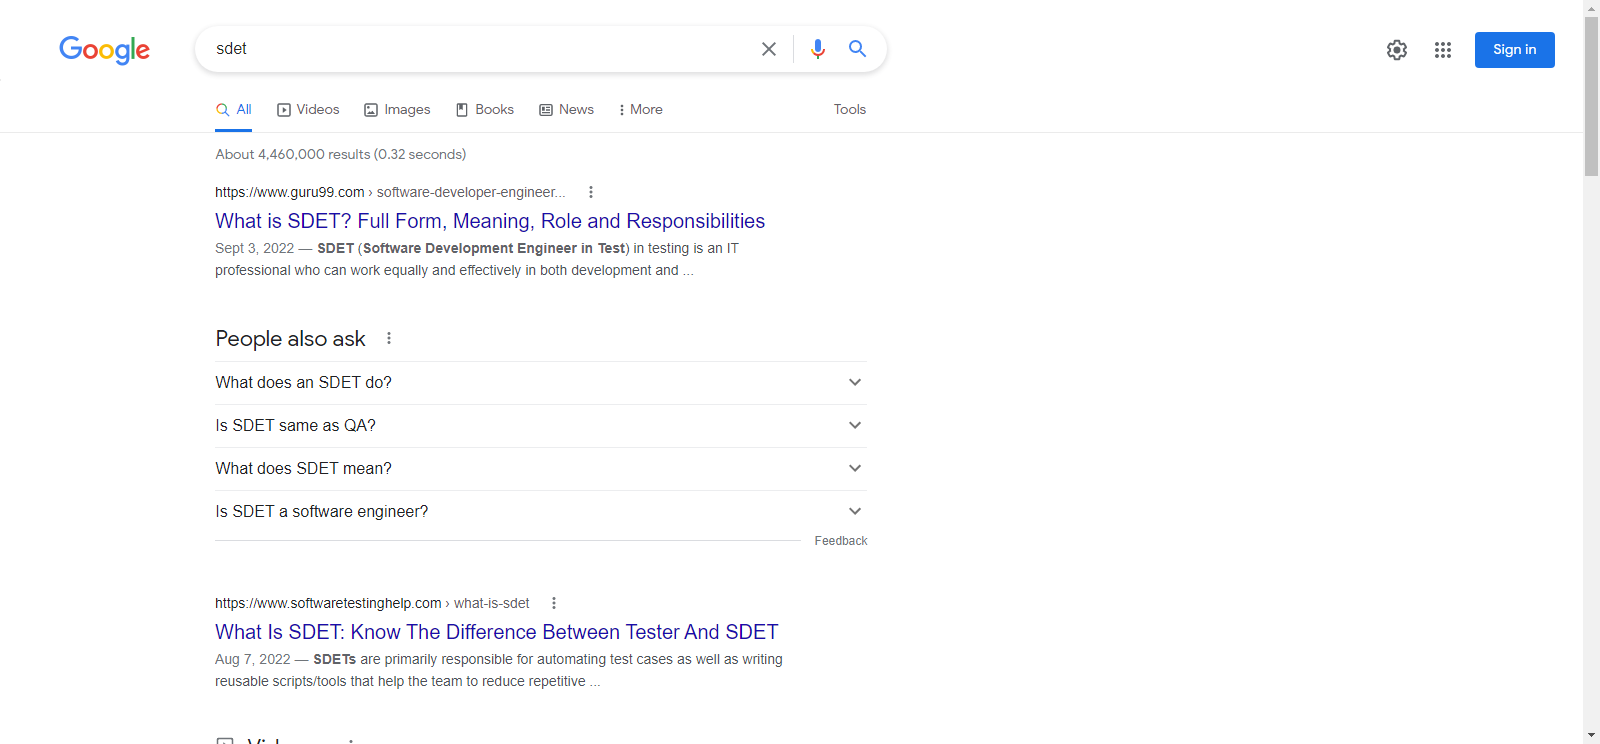 Google
sdet
Sign in
All
Videos
Images
Books
News
More
Tools
About 4,460,000 results (0.32 seconds)
https://www.guru99.com › software-developer-engineer...
What is SDET? Full Form, Meaning, Role and Responsibilities
Sept 3, 2022 — SDET (Software Development Engineer in Test) in testing is an IT
professional who can work equally and effectively in both development and ...
People also ask
What does an SDET do?
Is SDET same as QA?
What does SDET mean?
Is SDET a software engineer?
Feedback
https://www.softwaretestinghelp.com › what-is-sdet
What Is SDET: Know The Difference Between Tester And SDET
Aug 7, 2022 — SDETs are primarily responsible for automating test cases as well as writing
reusable scripts/tools that help the team to reduce repetitive ...